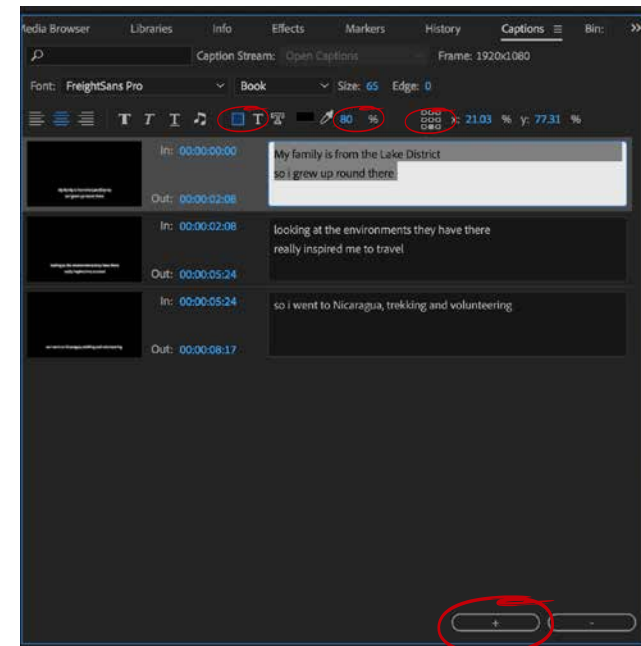 Media Browser Libraries Info Effects Markers History Captions Bin: »
Caption Stream: Open Captions Frame: 1920x1080
Font: FreightSans Pro Book Size: 65 Edge: 0
T T T T T 80 % x: 21.03 % y: 77.31 %
In: 00:00:00:00
My family is from the Lake District
so i grew up round there
Out: 00:00:02:08
In: 00:00:02:08
looking at the environments they have there
really inspired me to travel
Out: 00:00:05:24
In: 00:00:05:24
so i went to Nicaragua, trekking and volunteering
Out: 00:00:08:17
+ -